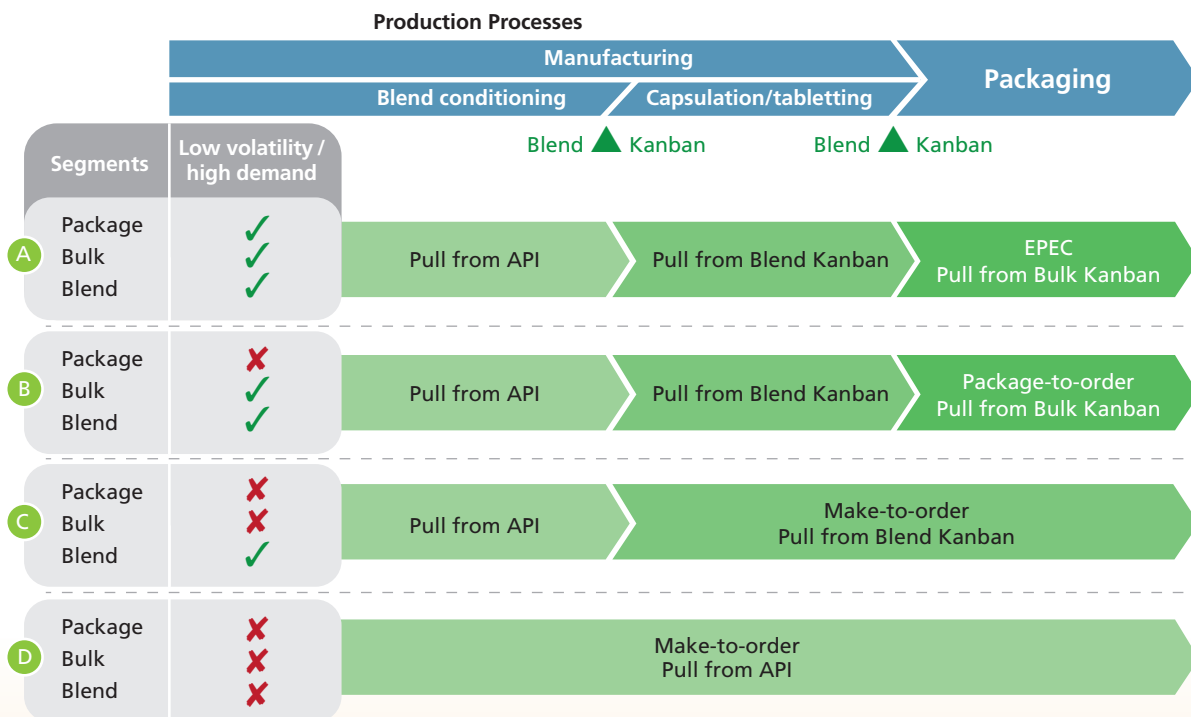 Production Processes
Manufacturing
Packaging
Blend conditioning
Capsulation/tabletting
Blend ▲ Kanban
Blend ▲ Kanban
Segments
Low volatility /
high demand
A
Package ✓
Bulk ✓
Blend ✓
Pull from API
Pull from Blend Kanban
EPEC
Pull from Bulk Kanban
B
Package ✘
Bulk ✓
Blend ✓
Pull from API
Pull from Blend Kanban
Package-to-order
Pull from Bulk Kanban
C
Package ✘
Bulk ✘
Blend ✓
Pull from API
Make-to-order
Pull from Blend Kanban
D
Package ✘
Bulk ✘
Blend ✘
Make-to-order
Pull from API